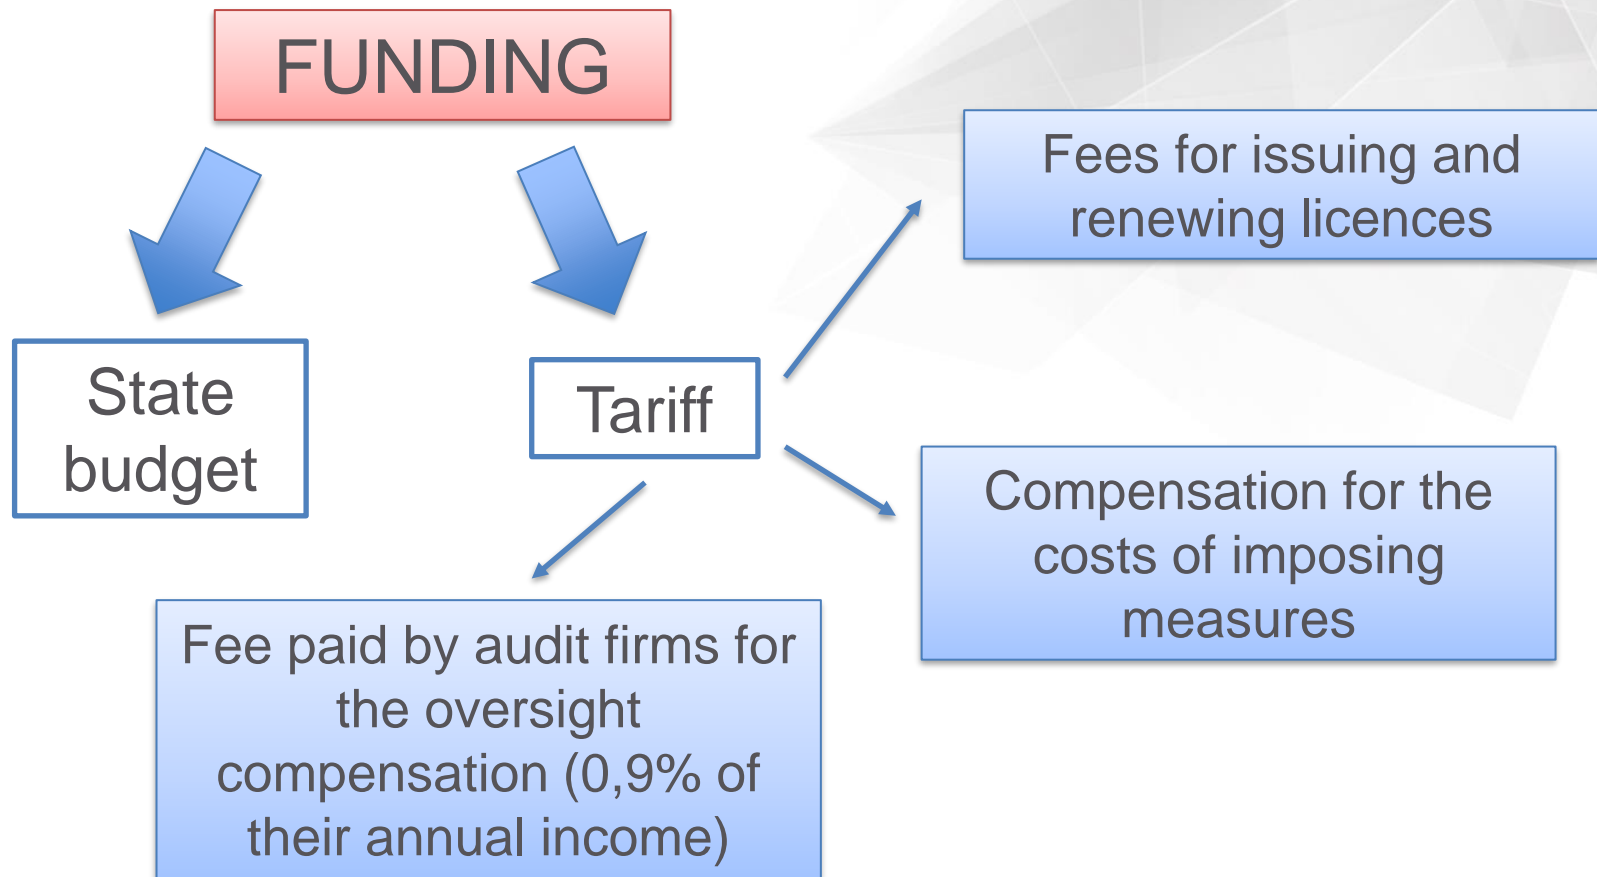 FUNDING
Fees for issuing and
renewing licences
State
budget
Tariff
Compensation for the
costs of imposing
measures
Fee paid by audit firms for
the oversight
compensation (0,9% of
their annual income)